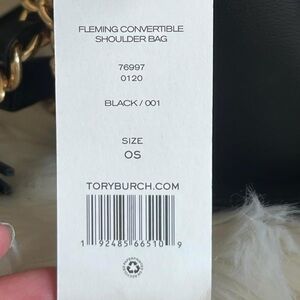 FLEMING CONVERTIBLE
SHOULDER BAG
76997
0120
BLACK / 001
SIZE
OS
TORYBURCH.COM
1 92485 66510 9